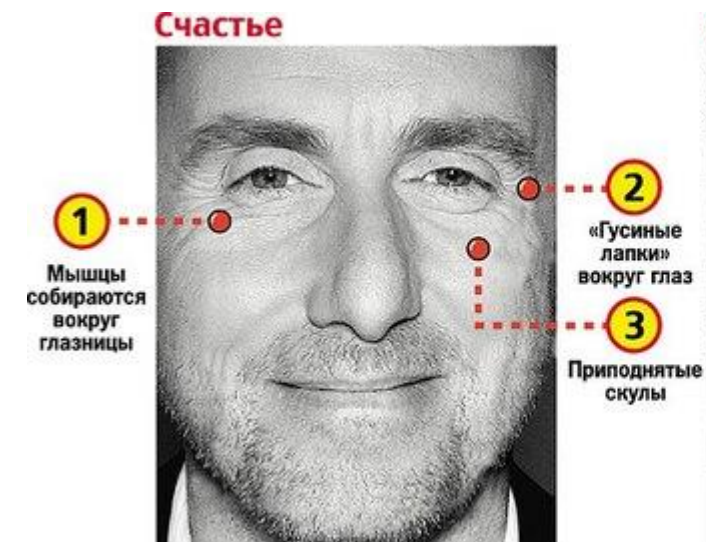 Счастье
1
Мышцы
собираются
вокруг
глазницы
2
«Гусиные
лапки»
вокруг глаз
3
Приподнятые
скулы